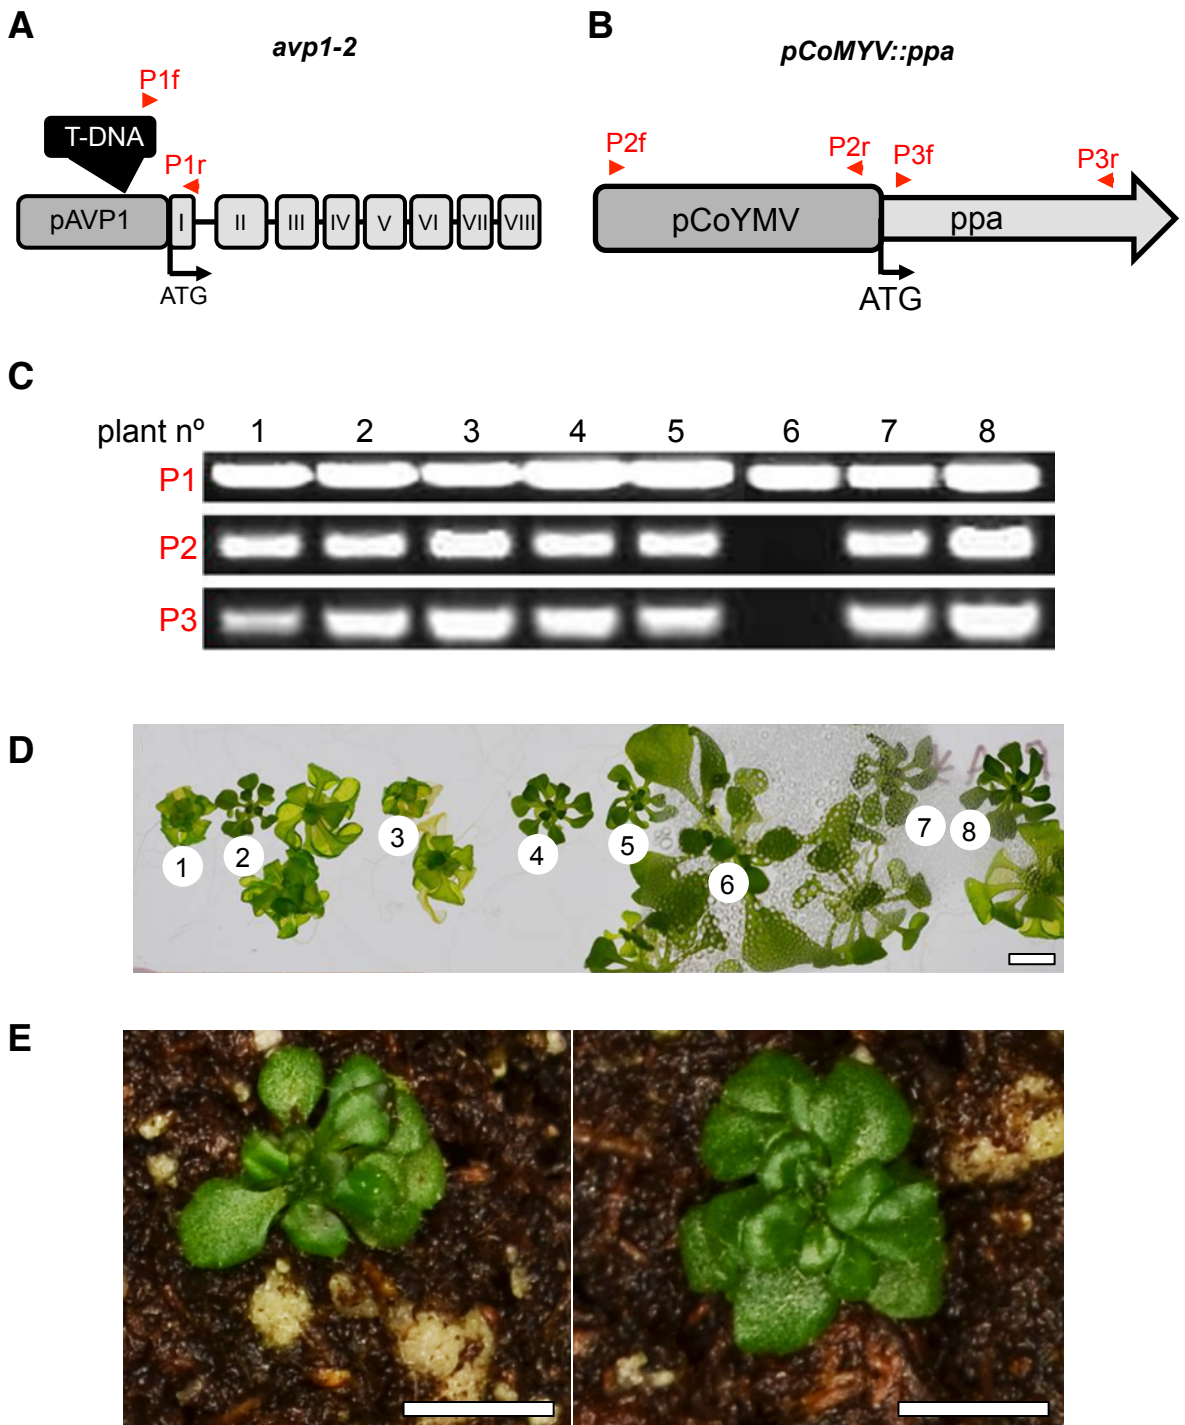 A
avp1-2
P1f
T-DNA
P1r
pAVP1 I II III IV V VI VII VIII
ATG
B
pCoMYV::ppa
P2f P2r P3f P3r
pCoYMV ppa
ATG
C
plant nº 1 2 3 4 5 6 7 8
P1
P2
P3
D
1 2 3 4 5 6 7 8
E